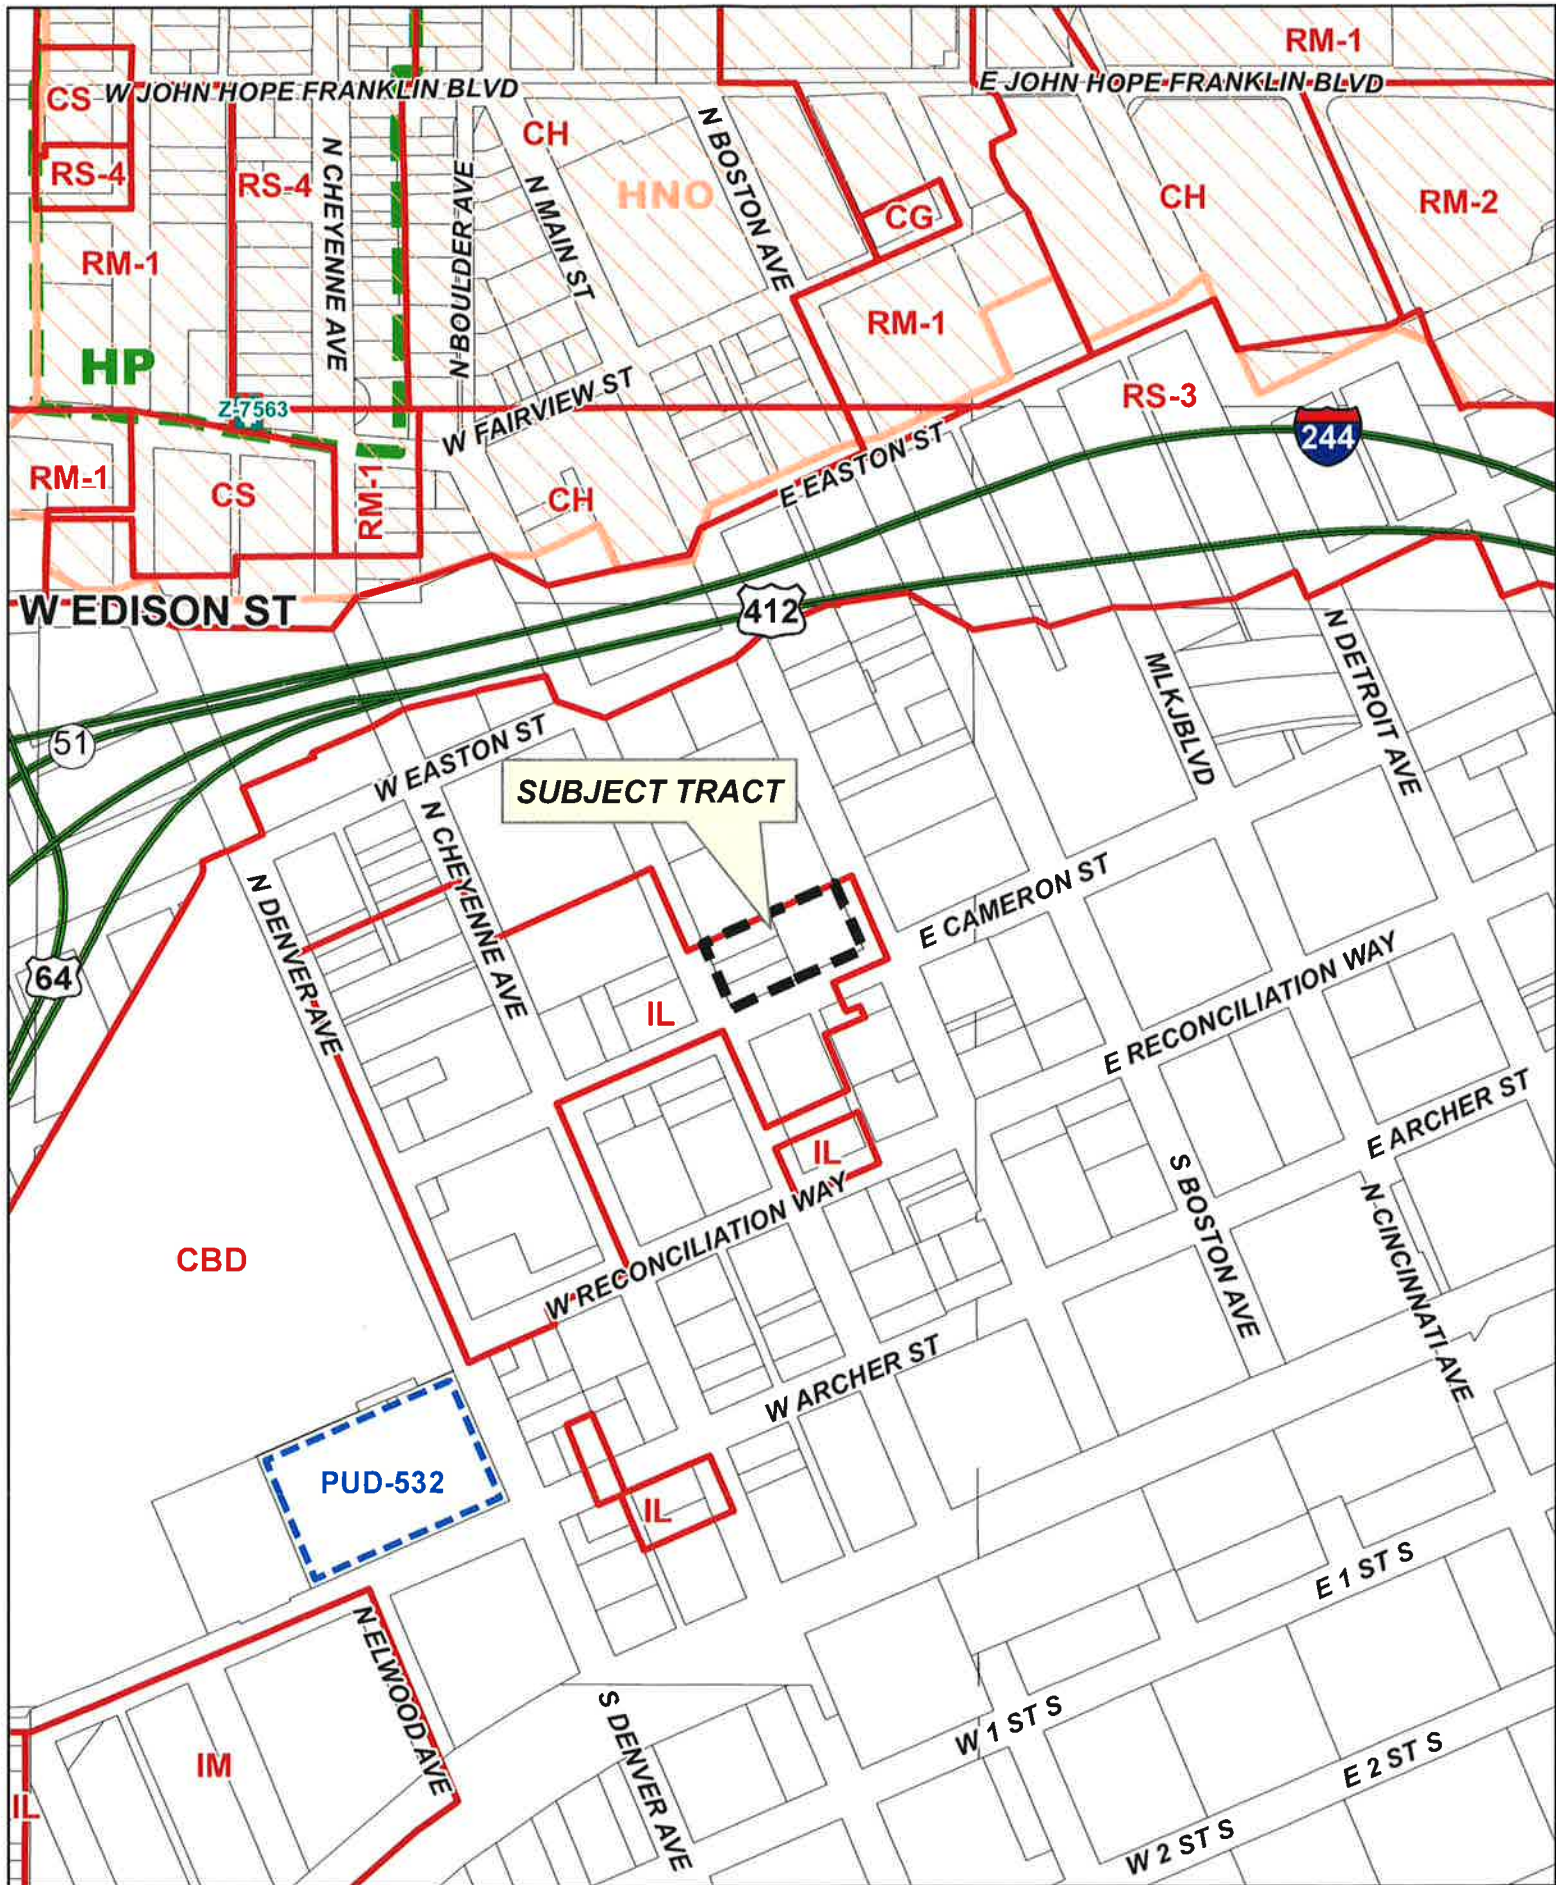 RM-1
CS
W JOHN HOPE FRANKLIN BLVD
E JOHN HOPE FRANKLIN BLVD
CH
N BOSTON AVE
RS-4
RS-4
N CHEYENNE AVE
N BOULDER AVE
N MAIN ST
HNO
CG
CH
RM-2
RM-1
RM-1
HP
Z-7563
W FAIRVIEW ST
RS-3
244
E EASTON ST
RM-1
CS
RM-1
CH
W EDISON ST
412
N DETROIT AVE
MLKJBLVD
51
W EASTON ST
SUBJECT TRACT
N CHEYENNE AVE
N DENVER AVE
E CAMERON ST
64
E RECONCILIATION WAY
IL
E ARCHER ST
IL
S BOSTON AVE
N CINCINNATI AVE
W RECONCILIATION WAY
CBD
W ARCHER ST
PUD-532
IL
E 1 ST S
N ELWOOD AVE
S DENVER AVE
W 1 ST S
IM
E 2 ST S
IL
W 2 ST S